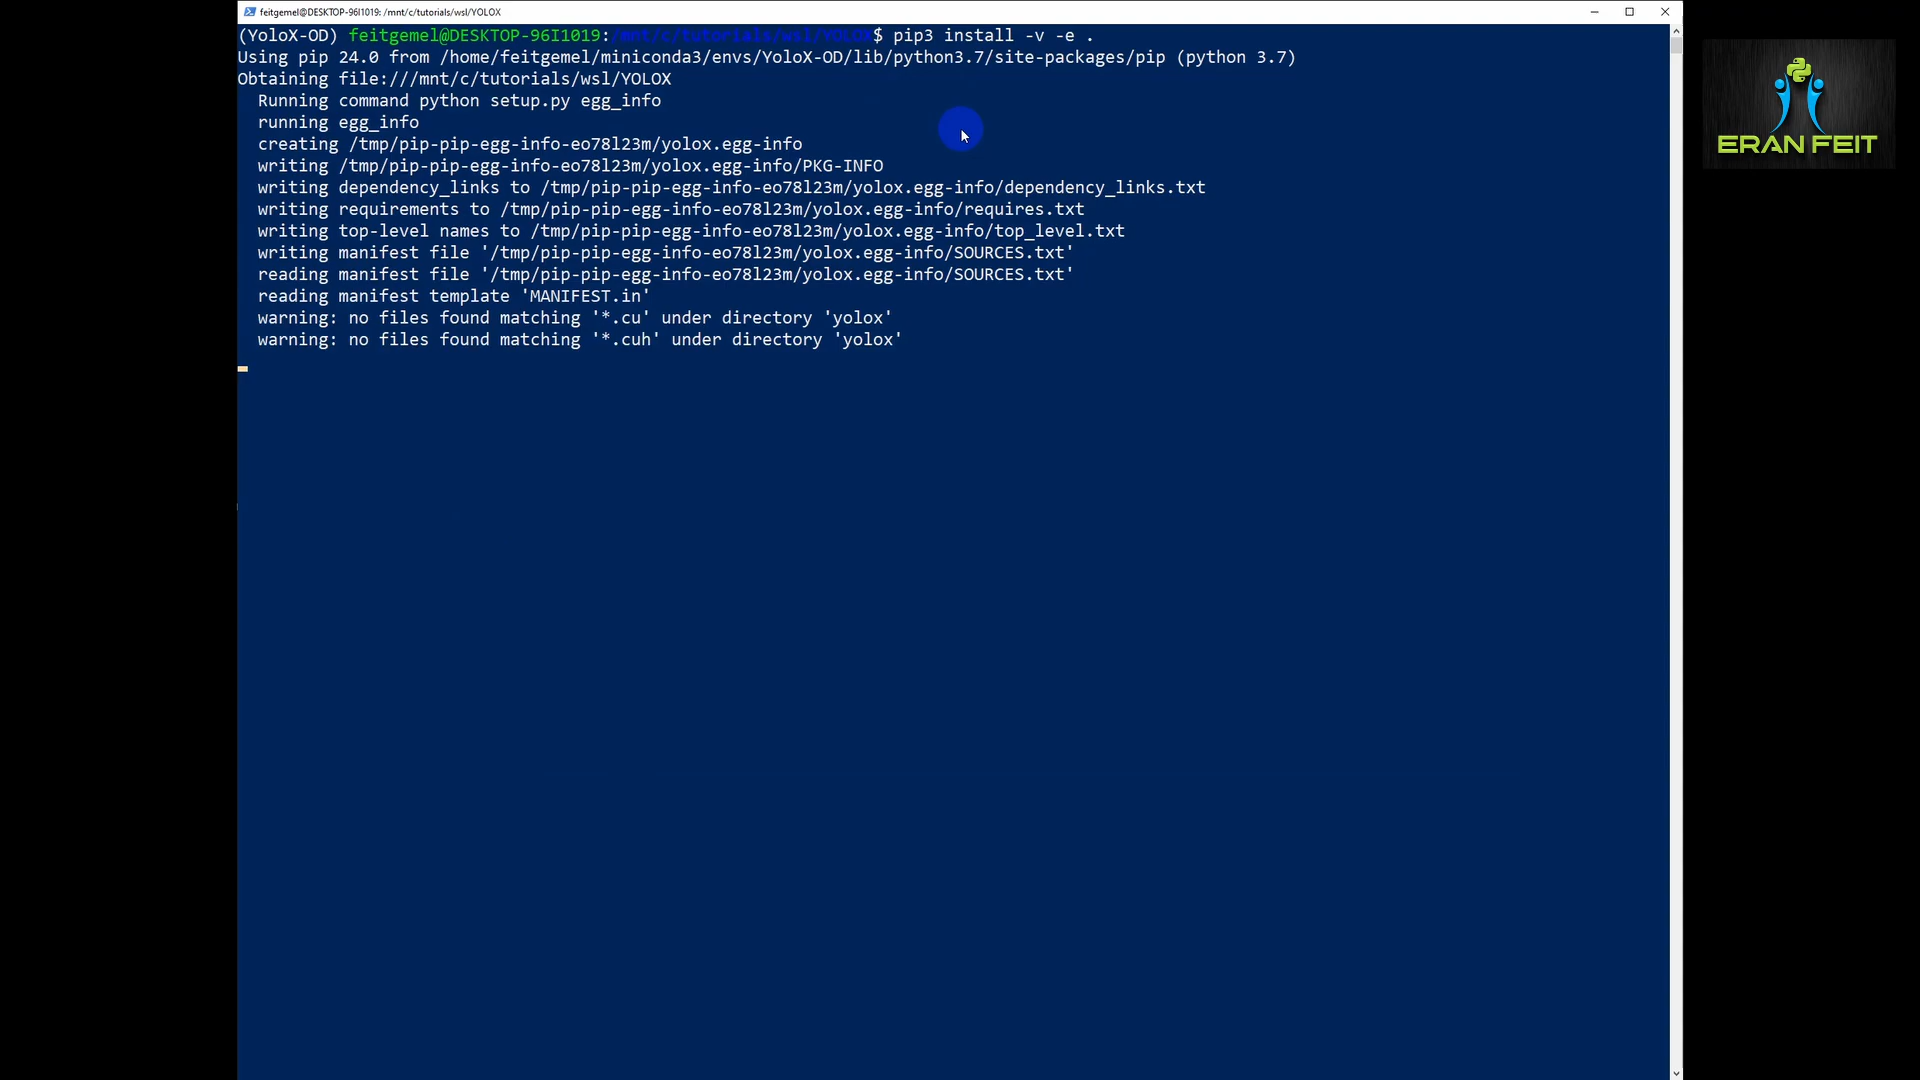 feitgemel@DESKTOP-96I1019: /mnt/c/tutorials/wsl/YOLOX
(YoloX-OD) feitgemel@DESKTOP-96I1019:/mnt/c/tutorials/wsl/YOLOX$ pip3 install -v -e .
Using pip 24.0 from /home/feitgemel/miniconda3/envs/YoloX-OD/lib/python3.7/site-packages/pip (python 3.7)
Obtaining file:///mnt/c/tutorials/wsl/YOLOX
Running command python setup.py egg_info
running egg_info
creating /tmp/pip-pip-egg-info-eo78l23m/yolox.egg-info
writing /tmp/pip-pip-egg-info-eo78l23m/yolox.egg-info/PKG-INFO
writing dependency_links to /tmp/pip-pip-egg-info-eo78l23m/yolox.egg-info/dependency_links.txt
writing requirements to /tmp/pip-pip-egg-info-eo78l23m/yolox.egg-info/requires.txt
writing top-level names to /tmp/pip-pip-egg-info-eo78l23m/yolox.egg-info/top_level.txt
writing manifest file '/tmp/pip-pip-egg-info-eo78l23m/yolox.egg-info/SOURCES.txt'
reading manifest file '/tmp/pip-pip-egg-info-eo78l23m/yolox.egg-info/SOURCES.txt'
reading manifest template 'MANIFEST.in'
warning: no files found matching '*.cu' under directory 'yolox'
warning: no files found matching '*.cuh' under directory 'yolox'
ERAN FEIT